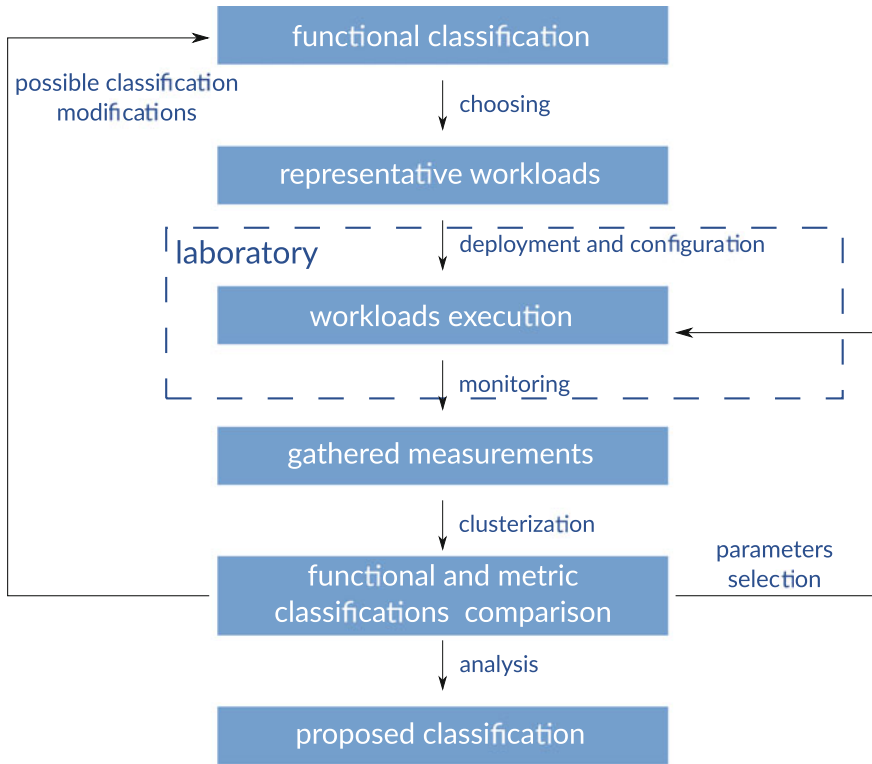 functional classification
possible classification
modifications
choosing
representative workloads
deployment and configuration
laboratory
workloads execution
monitoring
gathered measurements
clusterization
parameters
selection
functional and metric
classifications comparison
analysis
proposed classification